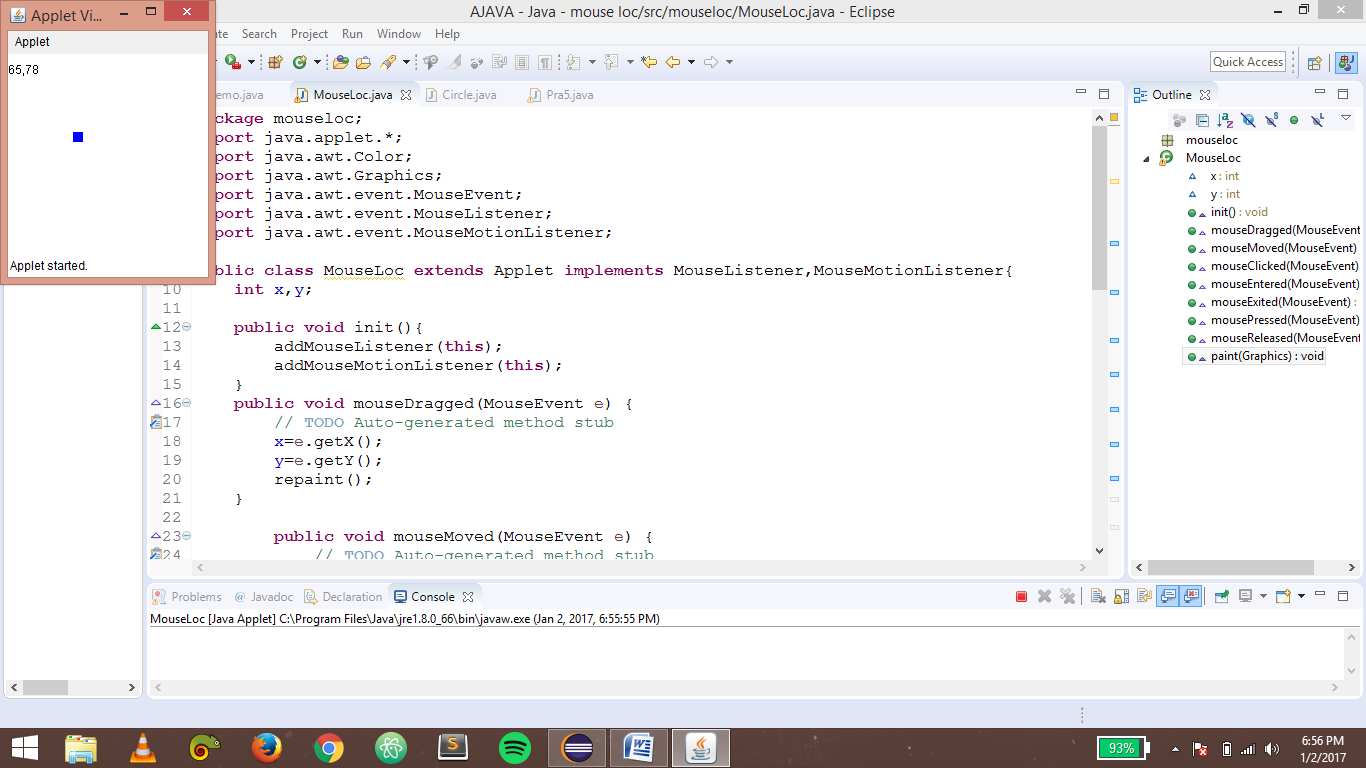 Applet Vi...
Applet
65,78
Applet started.
AJAVA - Java - mouse loc/src/mouseloc/MouseLoc.java - Eclipse
Search Project Run Window Help
Quick Access
emo.java MouseLoc.java Circle.java Pra5.java
ckage mouseloc;
port java.applet.*;
port java.awt.Color;
port java.awt.Graphics;
port java.awt.event.MouseEvent;
port java.awt.event.MouseListener;
port java.awt.event.MouseMotionListener;
blic class MouseLoc extends Applet implements MouseListener,MouseMotionListener{
10 int x,y;
11
12 public void init(){
13 addMouseListener(this);
14 addMouseMotionListener(this);
15 }
16 public void mouseDragged(MouseEvent e) {
17 // TODO Auto-generated method stub
18 x=e.getX();
19 y=e.getY();
20 repaint();
21 }
22
23 public void mouseMoved(MouseEvent e) {
24 // TODO Auto-generated method stub
Outline
mouseloc
MouseLoc
x : int
y : int
init() : void
mouseDragged(MouseEvent
mouseMoved(MouseEvent)
mouseClicked(MouseEvent)
mouseEntered(MouseEvent)
mouseExited(MouseEvent) :
mousePressed(MouseEvent)
mouseReleased(MouseEvent
paint(Graphics) : void
Problems @ Javadoc Declaration Console
MouseLoc [Java Applet] C:\Program Files\Java\jre1.8.0_66\bin\javaw.exe (Jan 2, 2017, 6:55:55 PM)
93%
6:56 PM
1/2/2017